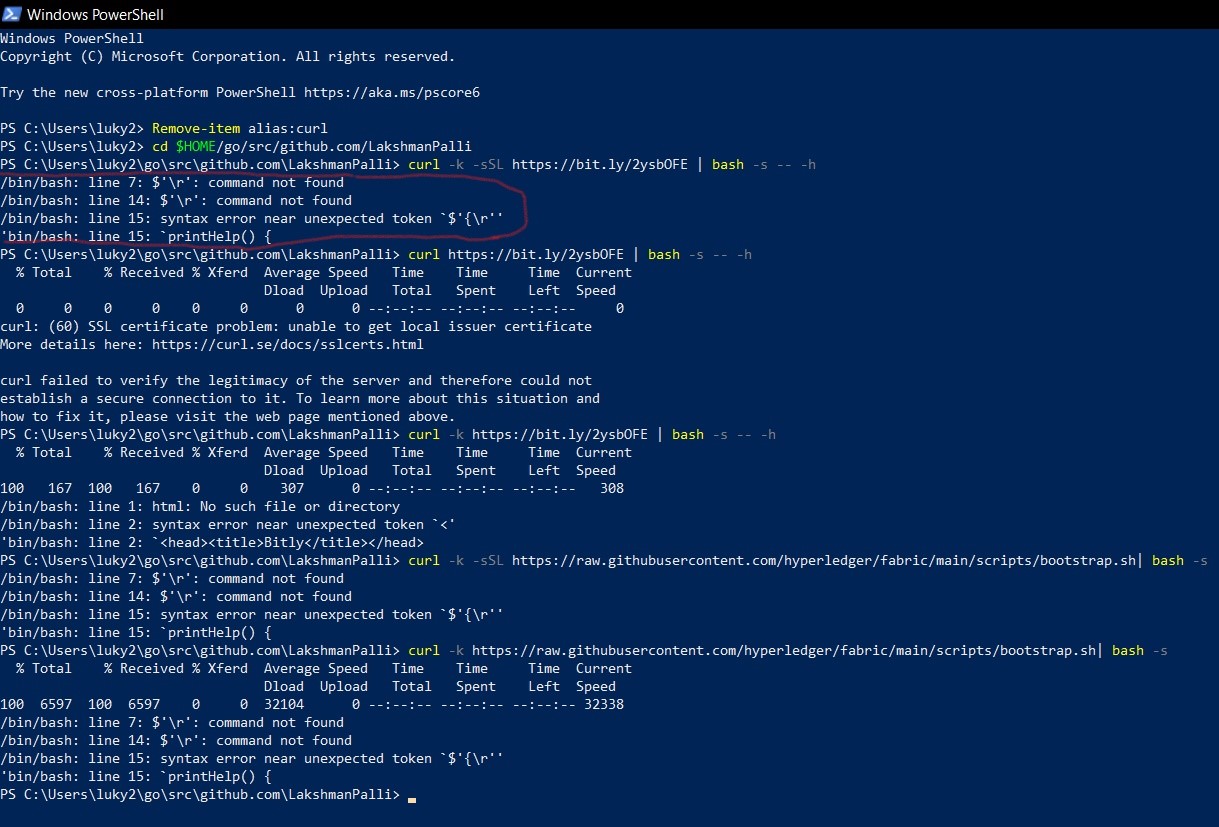 Windows PowerShell
Windows PowerShell
Copyright (C) Microsoft Corporation. All rights reserved.
Try the new cross-platform PowerShell https://aka.ms/pscore6
PS C:\Users\luky2> Remove-item alias:curl
PS C:\Users\luky2> cd $HOME/go/src/github.com/LakshmanPalli
PS C:\Users\luky2\go\src\github.com\LakshmanPalli> curl -k -sSL https://bit.ly/2ysbOFE | bash -s -- -h
/bin/bash: line 7: $'\r': command not found
/bin/bash: line 14: $'\r': command not found
/bin/bash: line 15: syntax error near unexpected token `$'{\r''
'bin/bash: line 15: `printHelp() {
PS C:\Users\luky2\go\src\github.com\LakshmanPalli> curl https://bit.ly/2ysbOFE | bash -s -- -h
  % Total    % Received % Xferd  Average Speed   Time    Time     Time  Current
                                 Dload  Upload   Total   Spent    Left  Speed
  0     0    0     0    0     0      0      0 --:--:-- --:--:-- --:--:--     0
curl: (60) SSL certificate problem: unable to get local issuer certificate
More details here: https://curl.se/docs/sslcerts.html
curl failed to verify the legitimacy of the server and therefore could not
establish a secure connection to it. To learn more about this situation and
how to fix it, please visit the web page mentioned above.
PS C:\Users\luky2\go\src\github.com\LakshmanPalli> curl -k https://bit.ly/2ysbOFE | bash -s -- -h
  % Total    % Received % Xferd  Average Speed   Time    Time     Time  Current
                                 Dload  Upload   Total   Spent    Left  Speed
100   167  100   167    0     0    307      0 --:--:-- --:--:-- --:--:--   308
/bin/bash: line 1: html: No such file or directory
/bin/bash: line 2: syntax error near unexpected token `<'
'bin/bash: line 2: `<head><title>Bitly</title></head>
PS C:\Users\luky2\go\src\github.com\LakshmanPalli> curl -k -sSL https://raw.githubusercontent.com/hyperledger/fabric/main/scripts/bootstrap.sh| bash -s
/bin/bash: line 7: $'\r': command not found
/bin/bash: line 14: $'\r': command not found
/bin/bash: line 15: syntax error near unexpected token `$'{\r''
'bin/bash: line 15: `printHelp() {
PS C:\Users\luky2\go\src\github.com\LakshmanPalli> curl -k https://raw.githubusercontent.com/hyperledger/fabric/main/scripts/bootstrap.sh| bash -s
  % Total    % Received % Xferd  Average Speed   Time    Time     Time  Current
                                 Dload  Upload   Total   Spent    Left  Speed
100  6597  100  6597    0     0  32104      0 --:--:-- --:--:-- --:--:-- 32338
/bin/bash: line 7: $'\r': command not found
/bin/bash: line 14: $'\r': command not found
/bin/bash: line 15: syntax error near unexpected token `$'{\r''
'bin/bash: line 15: `printHelp() {
PS C:\Users\luky2\go\src\github.com\LakshmanPalli>